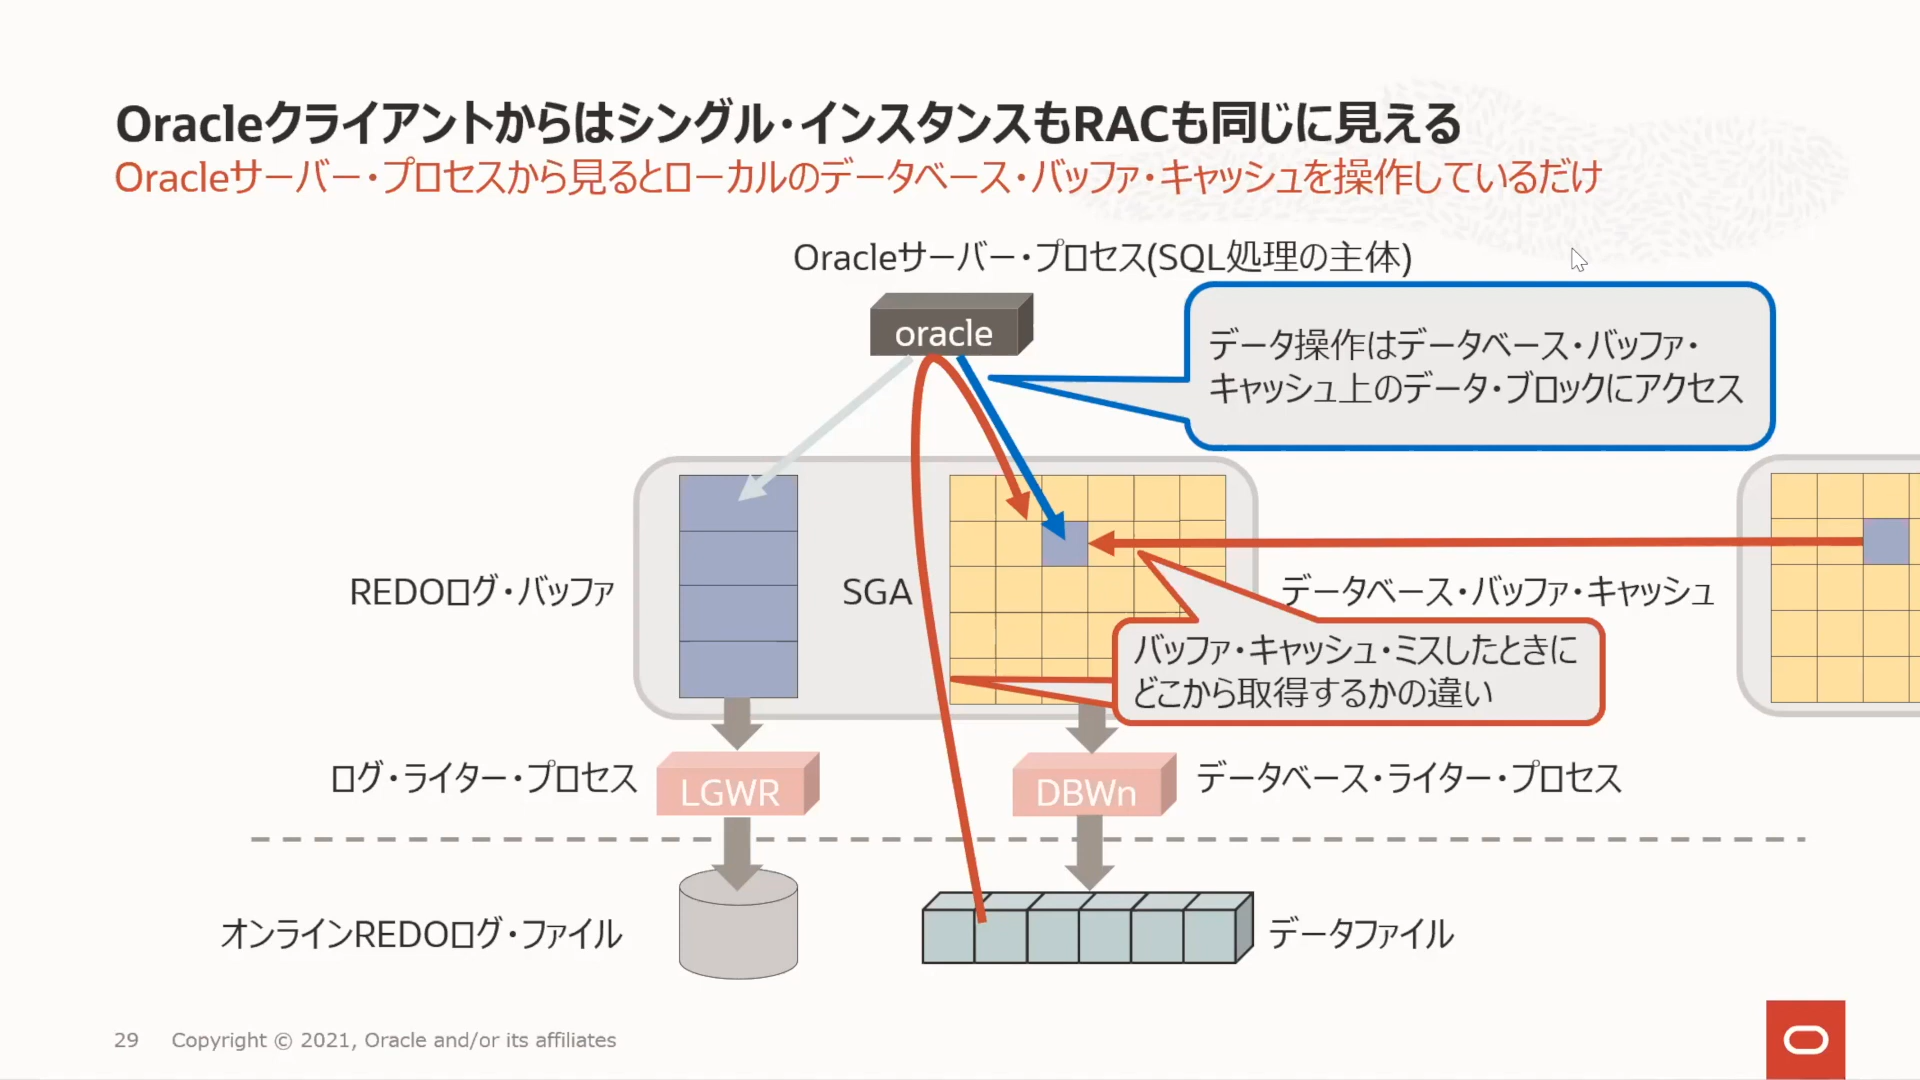 Oracleクライアントからはシングル・インスタンスもRACも同じに見える
Oracleサーバー・プロセスから見るとローカルのデータベース・バッファ・キャッシュを操作しているだけ
Oracleサーバー・プロセス(SQL処理の主体)
oracle
データ操作はデータベース・バッファ・
キャッシュ上のデータ・ブロックにアクセス
REDOログ・バッファ
SGA
データベース・バッファ・キャッシュ
バッファ・キャッシュ・ミスしたときに
どこから取得するかの違い
ログ・ライター・プロセス
LGWR
DBWn
データベース・ライター・プロセス
オンラインREDOログ・ファイル
データファイル
29 Copyright © 2021, Oracle and/or its affiliates